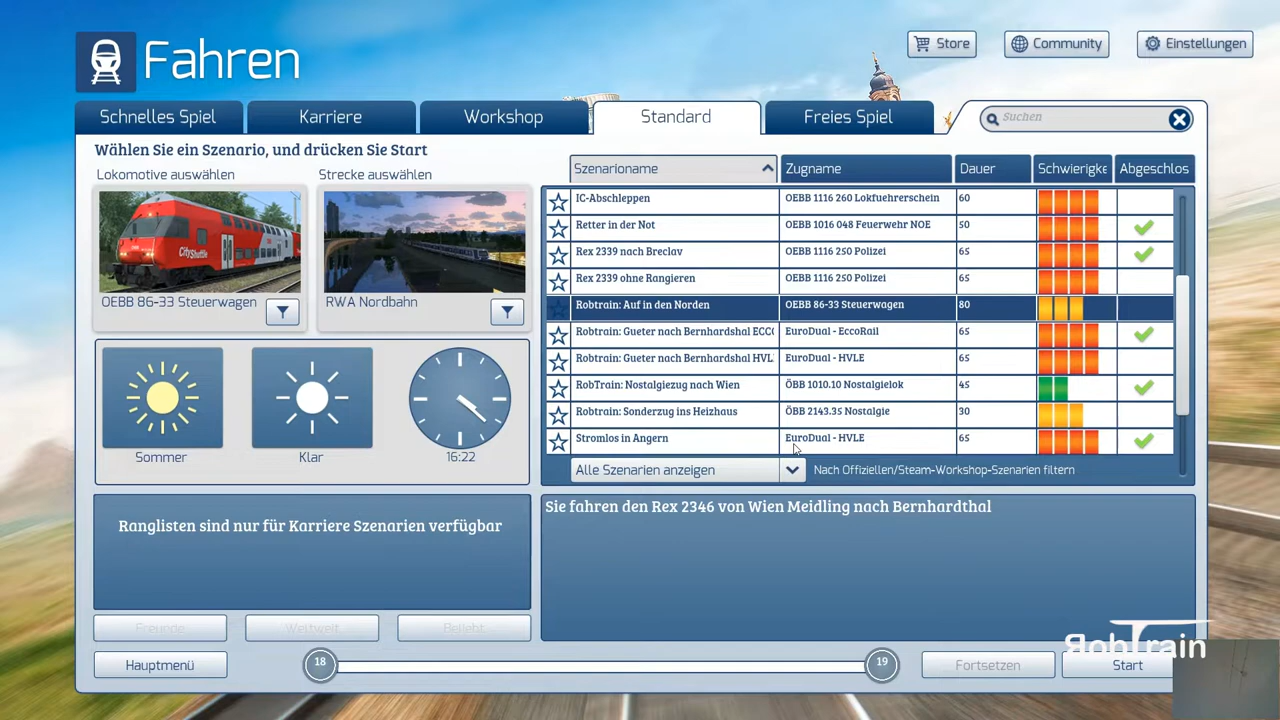 Fahren
Store
Community
Einstellungen
Schnelles Spiel
Karriere
Workshop
Standard
Freies Spiel
Suchen
Wählen Sie ein Szenario, und drücken Sie Start
Lokomotive auswählen
Strecke auswählen
CityShuttle
OEBB 86-33 Steuerwagen
RWA Nordbahn
Sommer
Klar
16:22
Szenarioname Zugname Dauer Schwierigke Abgeschlos
IC-Abschleppen OEBB 1116 260 Lokfuehrerschein 60
Retter in der Not OEBB 1016 048 Feuerwehr NOE 50
Rex 2339 nach Breclav OEBB 1116 250 Polizei 65
Rex 2339 ohne Rangieren OEBB 1116 250 Polizei 65
Robtrain: Auf in den Norden OEBB 86-33 Steuerwagen 80
Robtrain: Gueter nach Bernhardshal ECC( EuroDual - EccoRail 65
Robtrain: Gueter nach Bernhardshal HVL EuroDual - HVLE 65
RobTrain: Nostalgiezug nach Wien ÖBB 1010.10 Nostalgielok 45
Robtrain: Sonderzug ins Heizhaus ÖBB 2143.35 Nostalgie 30
Stromlos in Angern EuroDual - HVLE 65
Alle Szenarien anzeigen
Nach Offiziellen/Steam-Workshop-Szenarien filtern
Ranglisten sind nur für Karriere Szenarien verfügbar
Sie fahren den Rex 2346 von Wien Meidling nach Bernhardthal
Freunde
Weltweit
Beliebt
Hauptmenü
18
19
Fortsetzen
Start
RobTrain